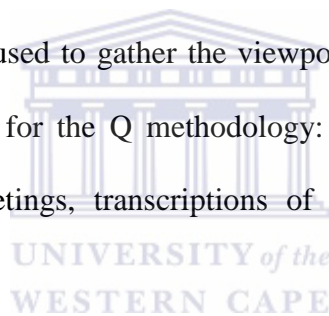 used to gather the viewpo
for the Q methodology:
etings, transcriptions of
UNIVERSITY of the
WESTERN CAPE